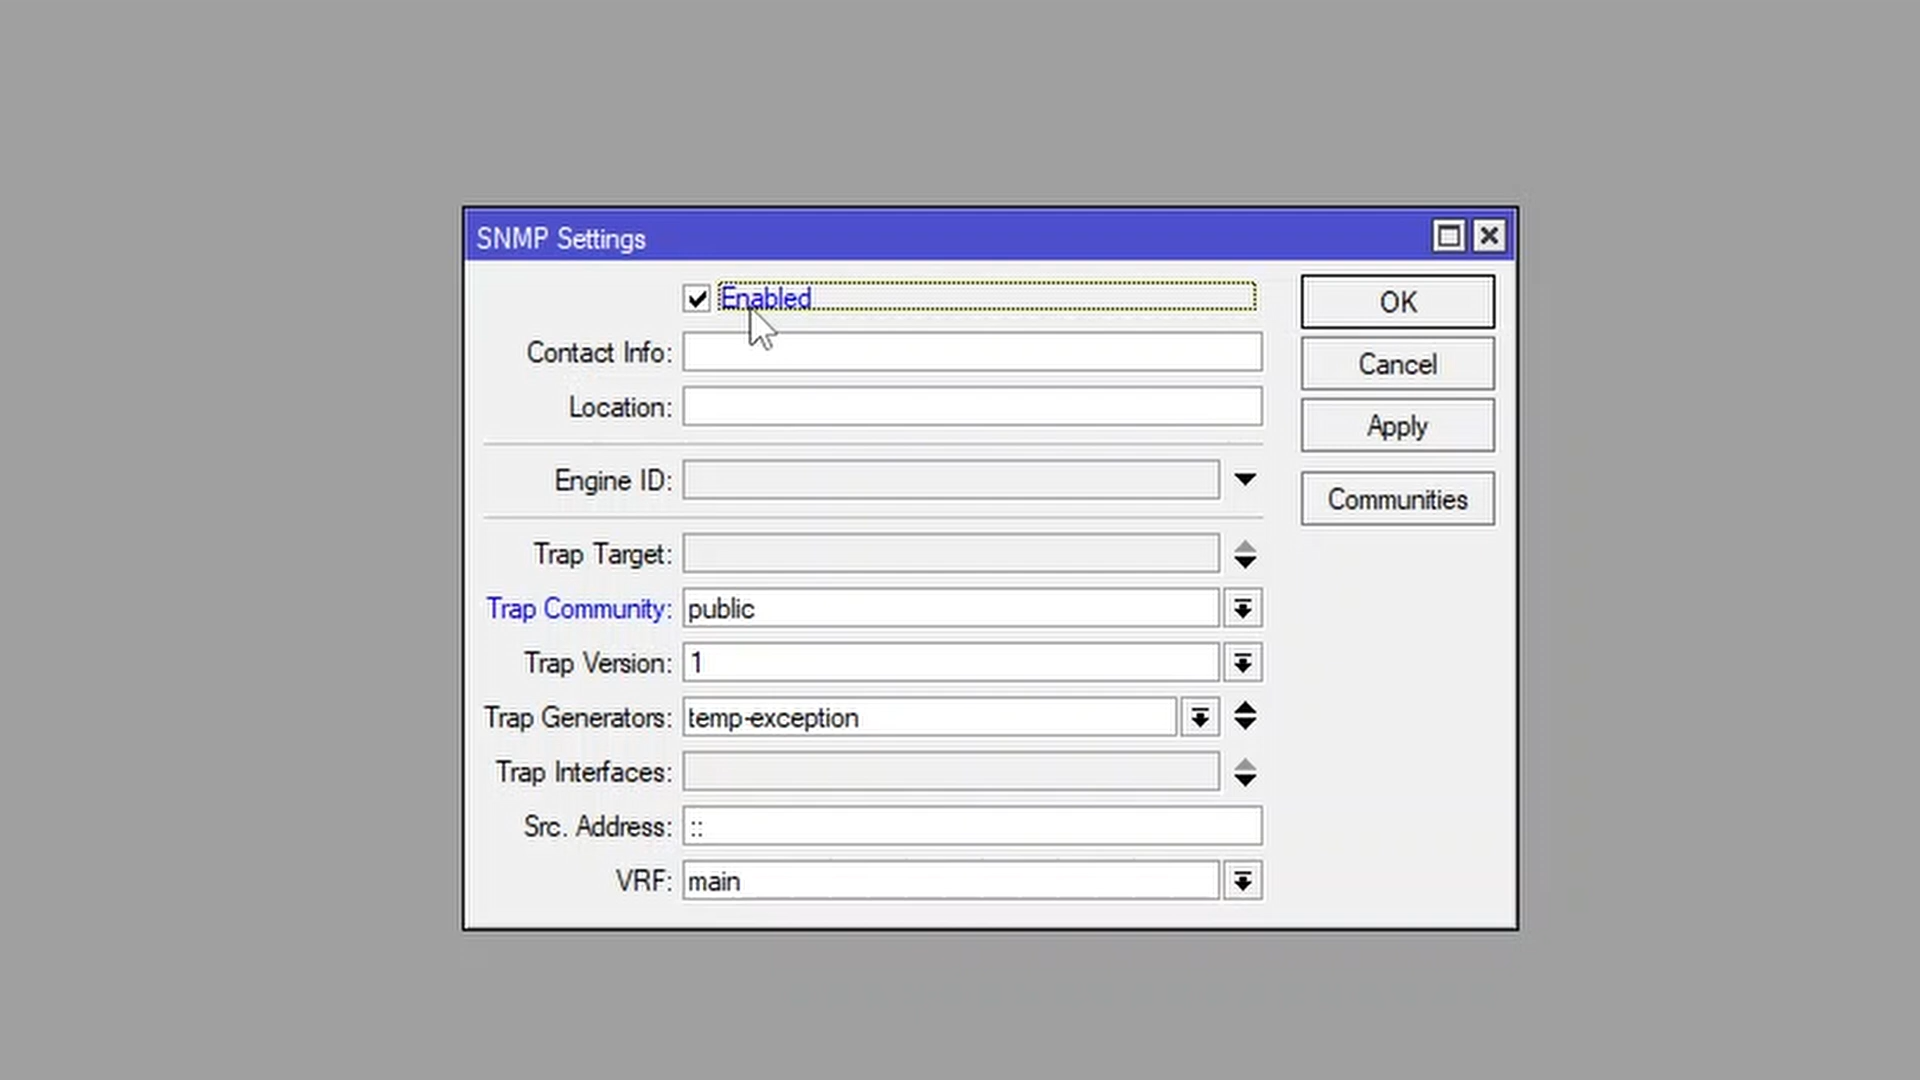 SNMP Settings
Enabled
OK
Contact Info:
Cancel
Location:
Apply
Engine ID:
Communities
Trap Target:
Trap Community: public
Trap Version: 1
Trap Generators: temp-exception
Trap Interfaces:
Src. Address: ::
VRF: main